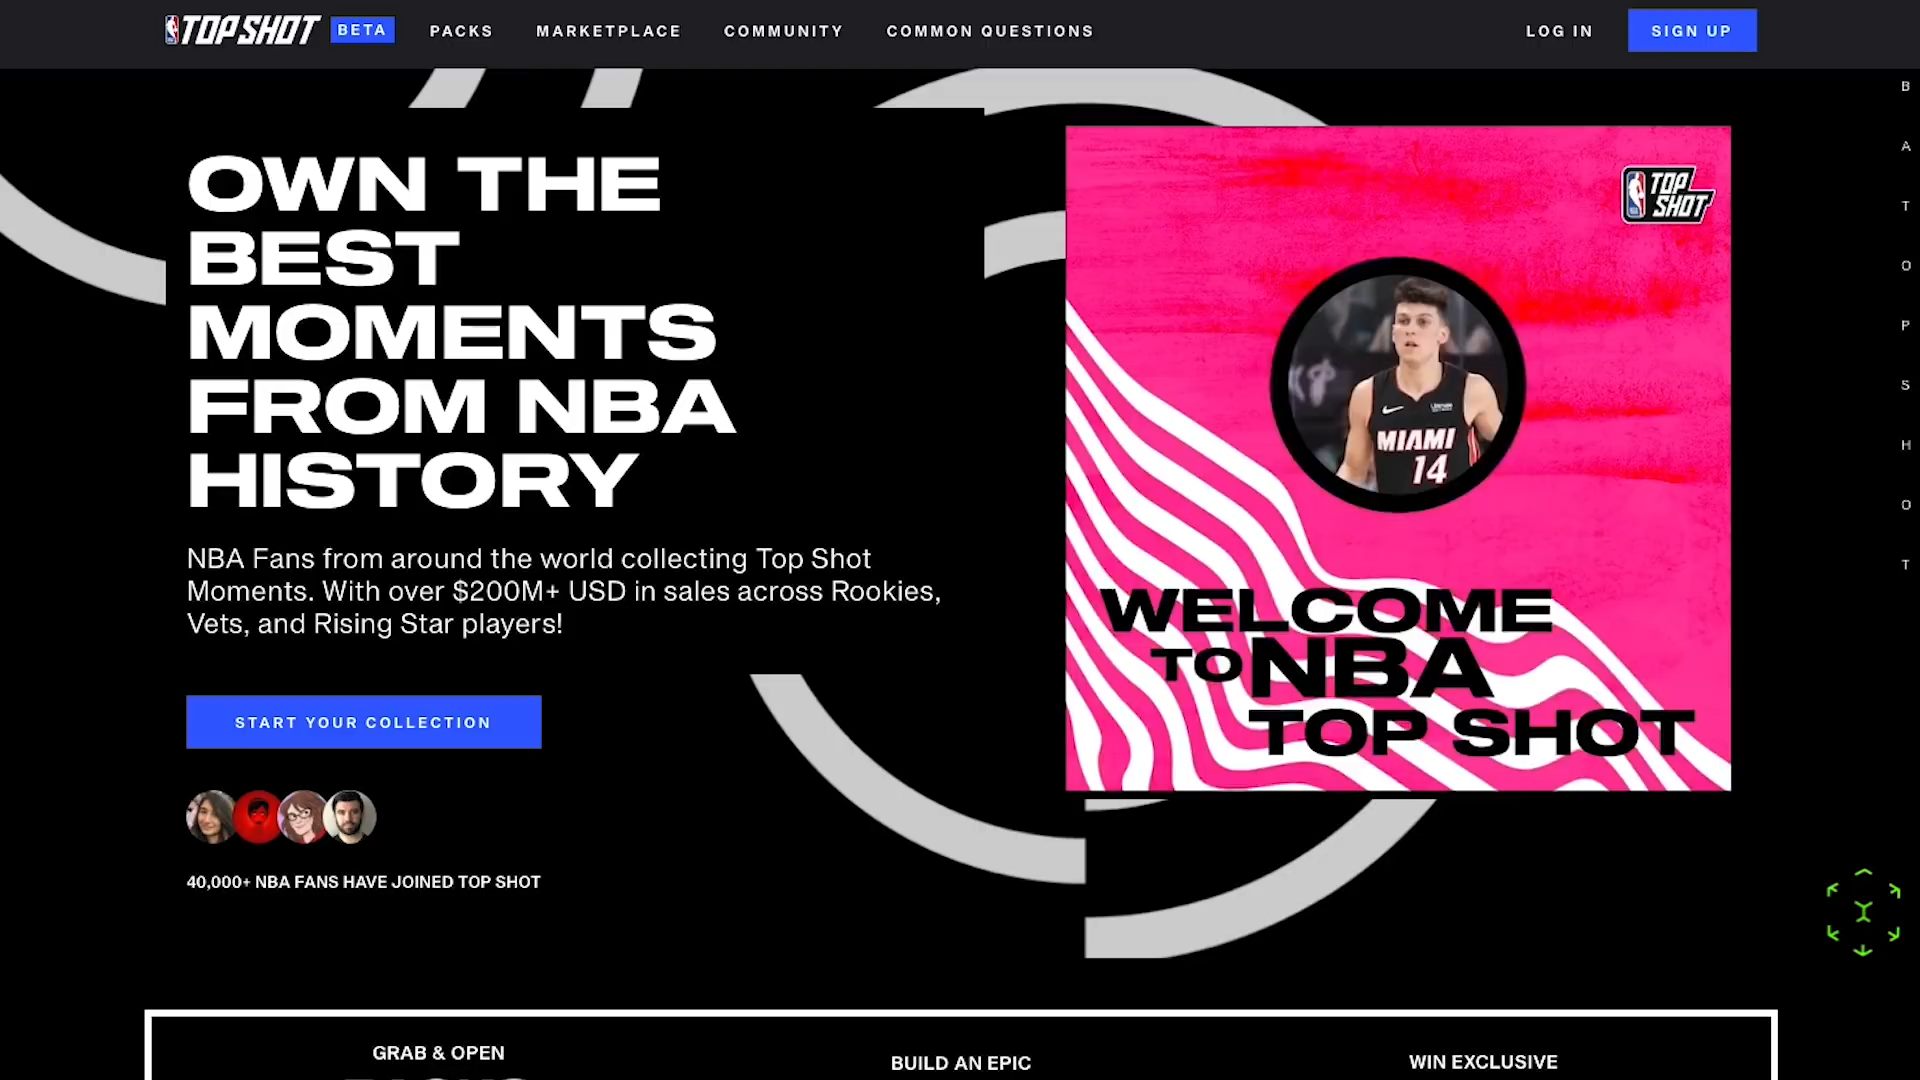 TOP SHOT BETA PACKS MARKETPLACE COMMUNITY COMMON QUESTIONS LOG IN SIGN UP
OWN THE
BEST
MOMENTS
FROM NBA
HISTORY
NBA Fans from around the world collecting Top Shot
Moments. With over $200M+ USD in sales across Rookies,
Vets, and Rising Star players!
START YOUR COLLECTION
40,000+ NBA FANS HAVE JOINED TOP SHOT
TOP
SHOT
MIAMI
14
WELCOME
TO NBA
TOP SHOT
B
A
T
O
P
S
H
O
T
GRAB & OPEN
BUILD AN EPIC
WIN EXCLUSIVE